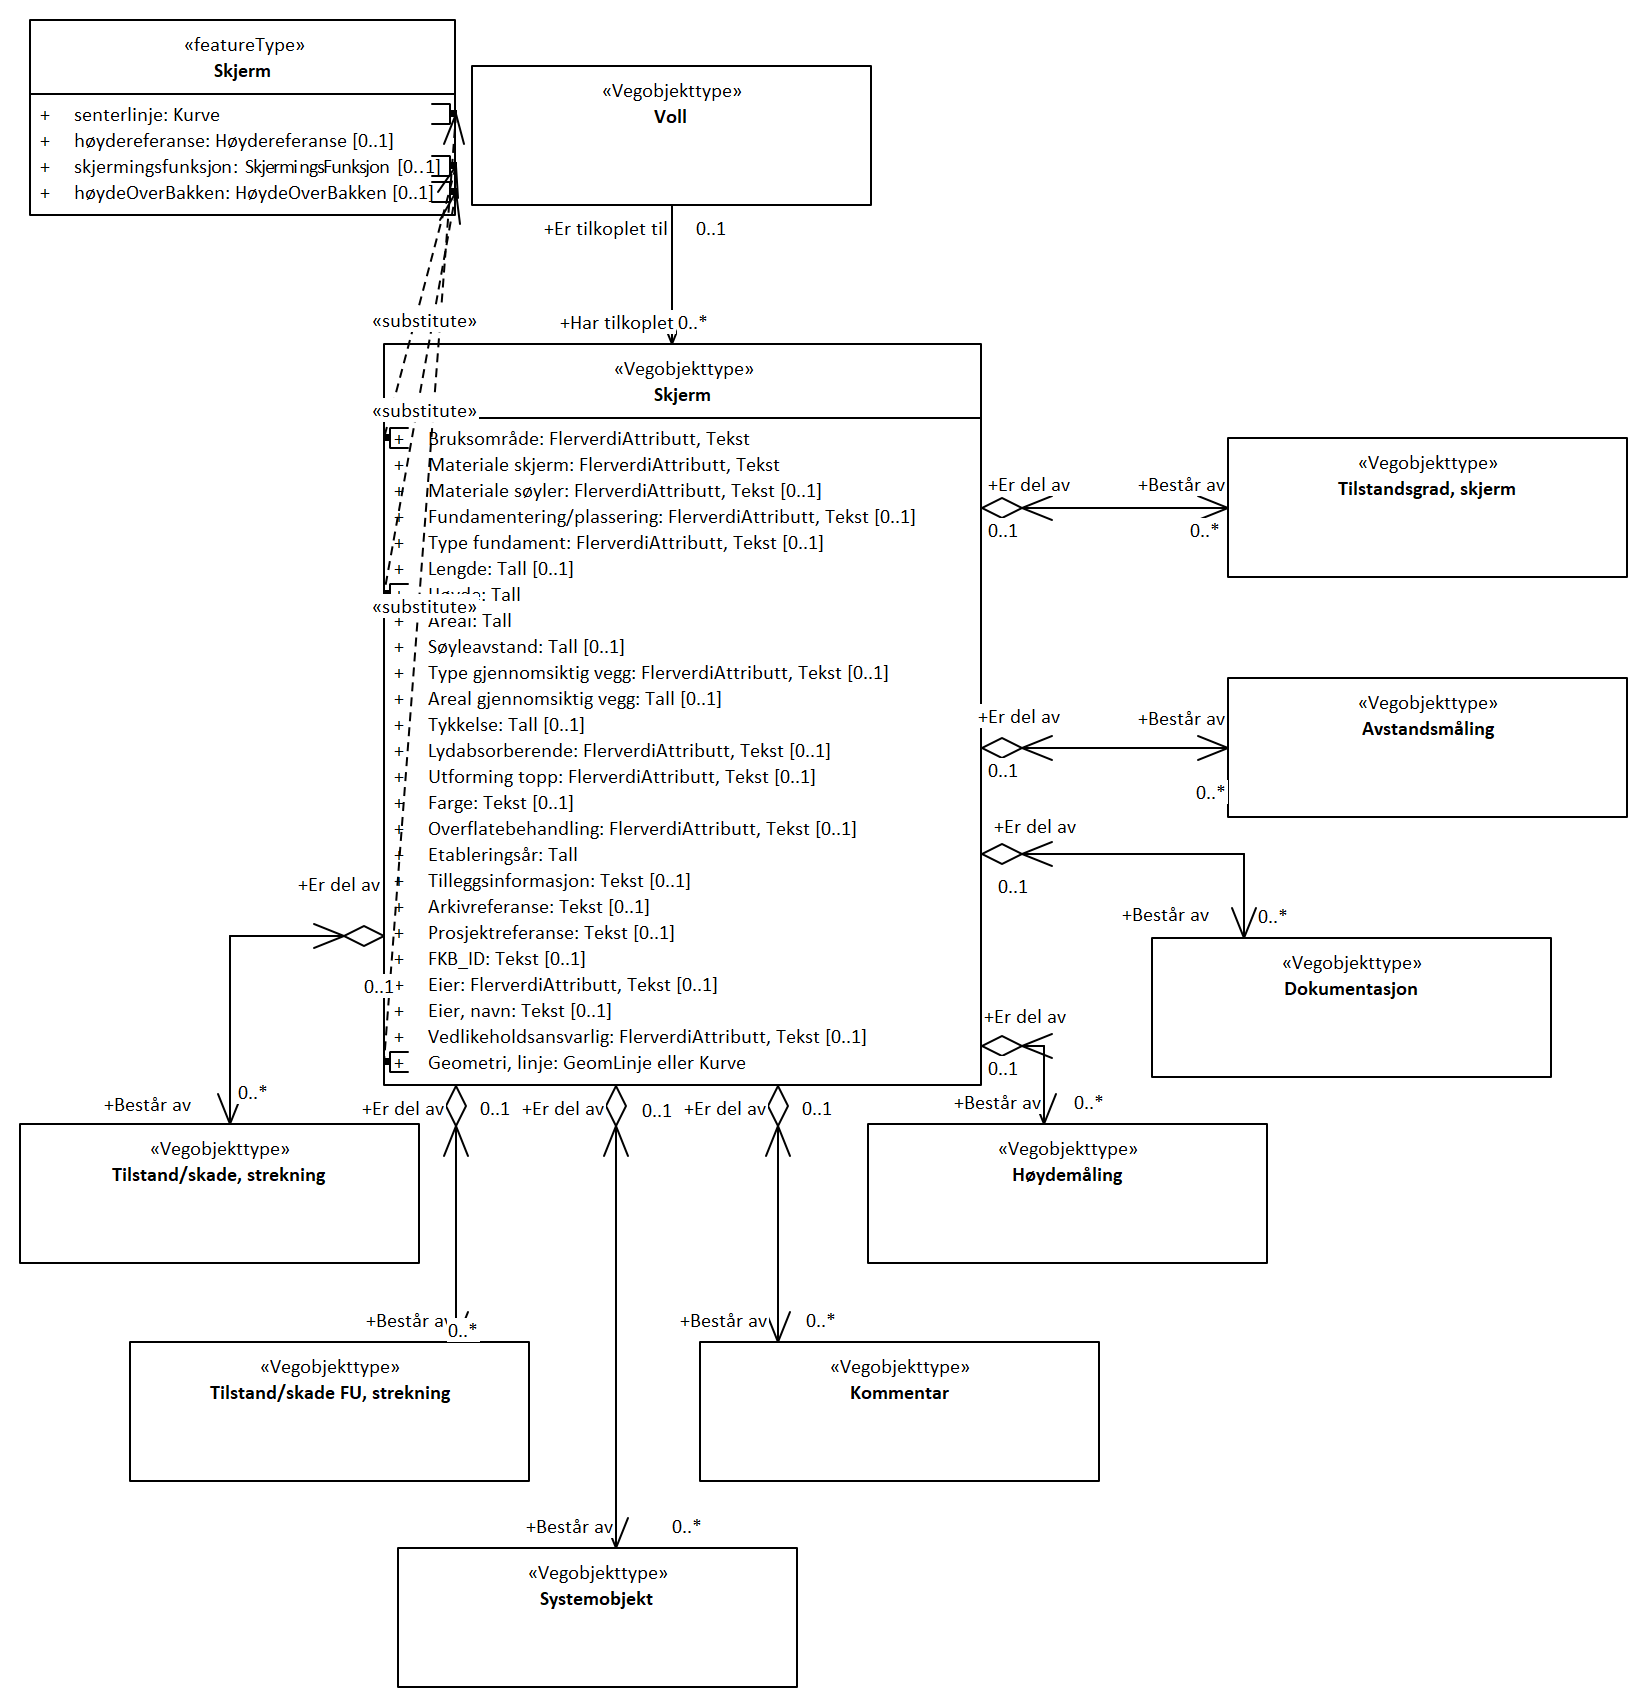 «featureType»
Skjerm
+ senterlinje: Kurve
+ høydereferanse: Høydereferanse [0..1]
+ skjermingsfunksjon: SkjermingsFunksjon [0..1]
+ høydeOverBakken: HøydeOverBakken [0..1]
«Vegobjekttype»
Voll
+Er tilkoplet til 0..1
«substitute»
+Har tilkoplet 0..*
«Vegobjekttype»
Skjerm
«substitute»
+ Bruksområde: FlerverdiAttributt, Tekst
+ Materiale skjerm: FlerverdiAttributt, Tekst
+ Materiale søyler: FlerverdiAttributt, Tekst [0..1]
+ Fundamentering/plassering: FlerverdiAttributt, Tekst [0..1]
+ Type fundament: FlerverdiAttributt, Tekst [0..1]
+ Lengde: Tall [0..1]
+ Høyde: Tall
«substitute»
+ Areal: Tall
+ Søyleavstand: Tall [0..1]
+ Type gjennomsiktig vegg: FlerverdiAttributt, Tekst [0..1]
+ Areal gjennomsiktig vegg: Tall [0..1]
+ Tykkelse: Tall [0..1]
+ Lydabsorberende: FlerverdiAttributt, Tekst [0..1]
+ Utforming topp: FlerverdiAttributt, Tekst [0..1]
+ Farge: Tekst [0..1]
+ Overflatebehandling: FlerverdiAttributt, Tekst [0..1]
+ Etableringsår: Tall
+ Tilleggsinformasjon: Tekst [0..1]
+ Arkivreferanse: Tekst [0..1]
+ Prosjektreferanse: Tekst [0..1]
+ FKB_ID: Tekst [0..1]
+ Eier: FlerverdiAttributt, Tekst [0..1]
+ Eier, navn: Tekst [0..1]
+ Vedlikeholdsansvarlig: FlerverdiAttributt, Tekst [0..1]
+ Geometri, linje: GeomLinje eller Kurve
+Er del av +Består av
0..1 0..*
«Vegobjekttype»
Tilstandsgrad, skjerm
+Er del av +Består av
0..1 0..*
«Vegobjekttype»
Avstandsmåling
+Er del av
0..1
+Består av 0..*
«Vegobjekttype»
Dokumentasjon
+Er del av
0..1
+Består av 0..*
«Vegobjekttype»
Høydemåling
+Er del av
0..1
+Består av 0..*
«Vegobjekttype»
Tilstand/skade, strekning
+Er del av 0..1
+Består av 0..*
«Vegobjekttype»
Tilstand/skade FU, strekning
+Er del av 0..1
+Består av 0..*
«Vegobjekttype»
Systemobjekt
+Er del av 0..1
+Består av 0..*
«Vegobjekttype»
Kommentar